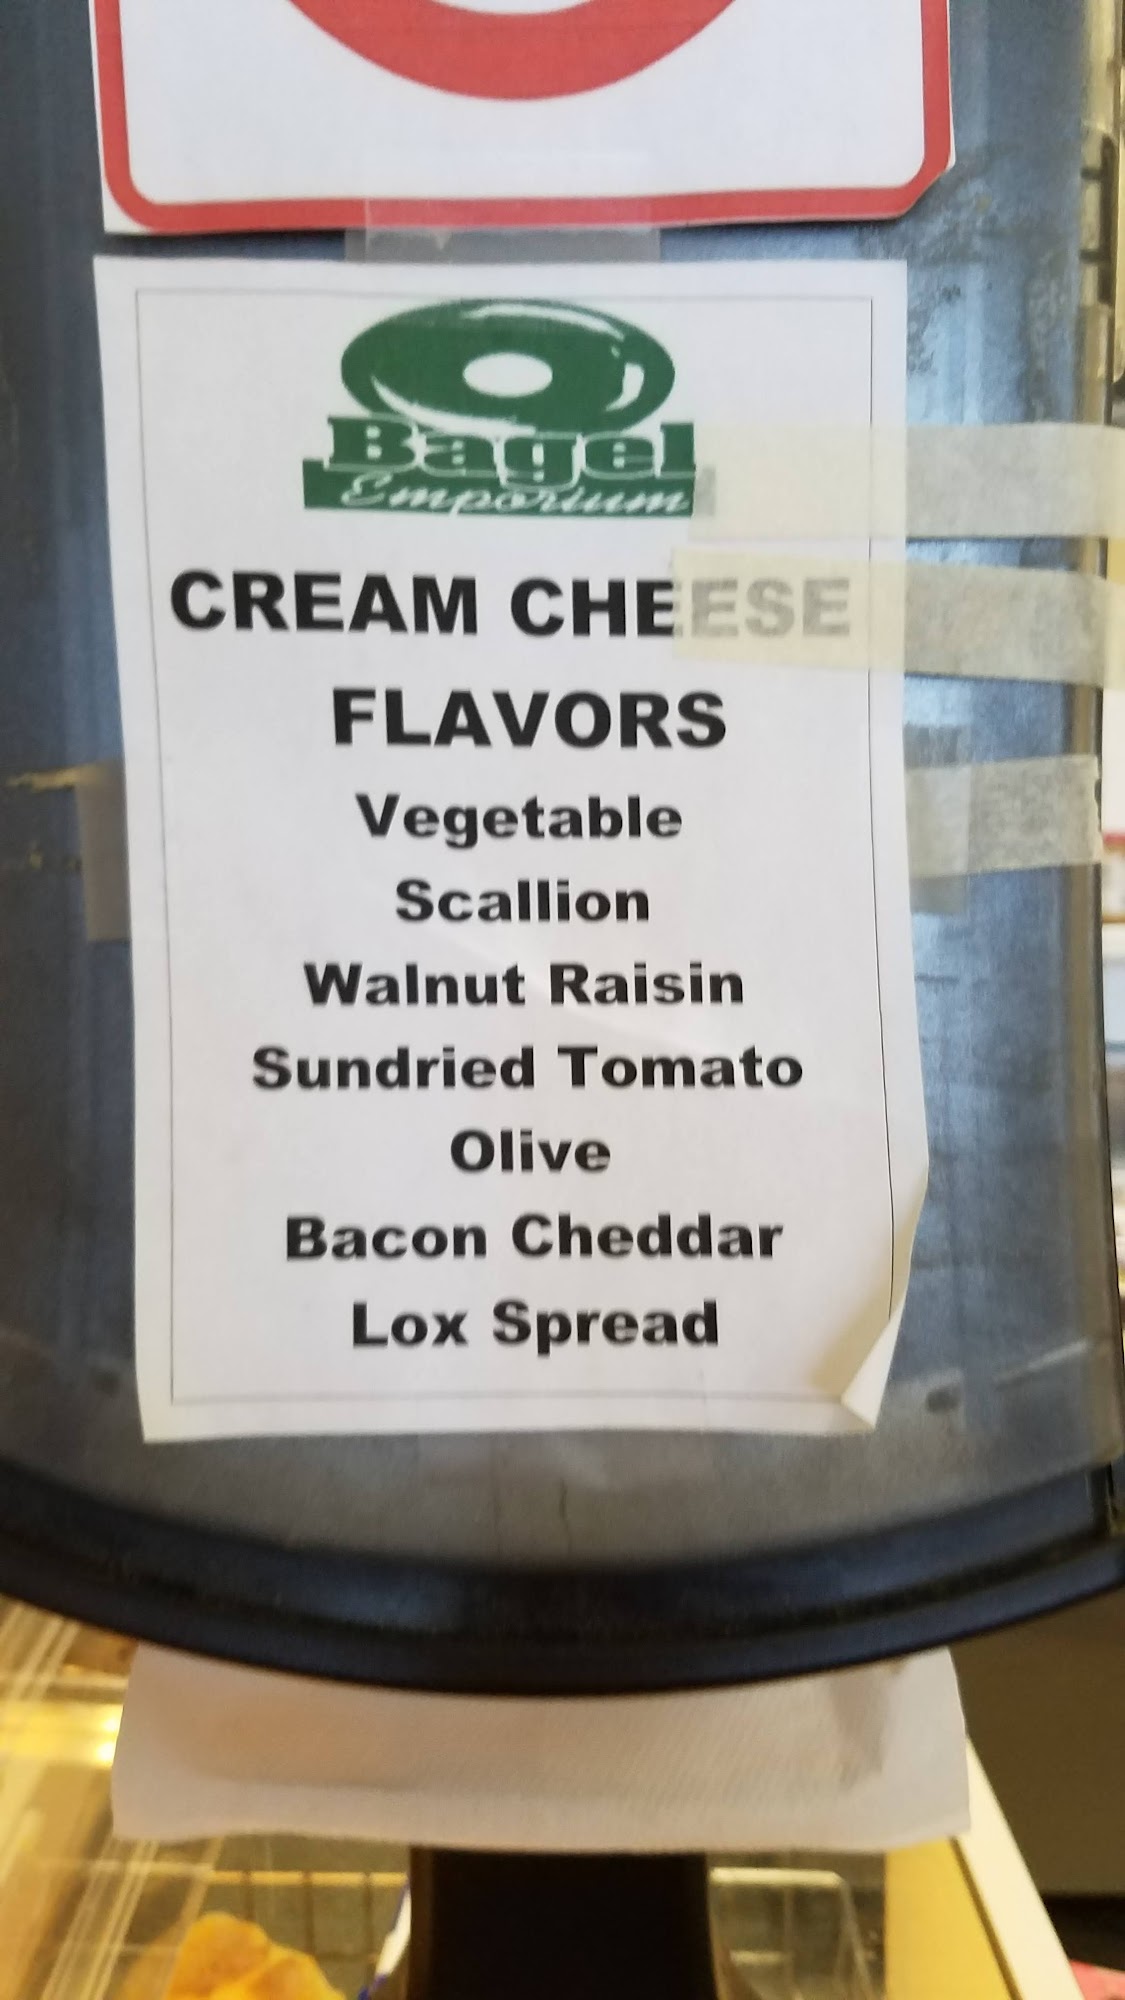 Bagel
Emporium
CREAM CHEESE
FLAVORS
Vegetable
Scallion
Walnut Raisin
Sundried Tomato
Olive
Bacon Cheddar
Lox Spread